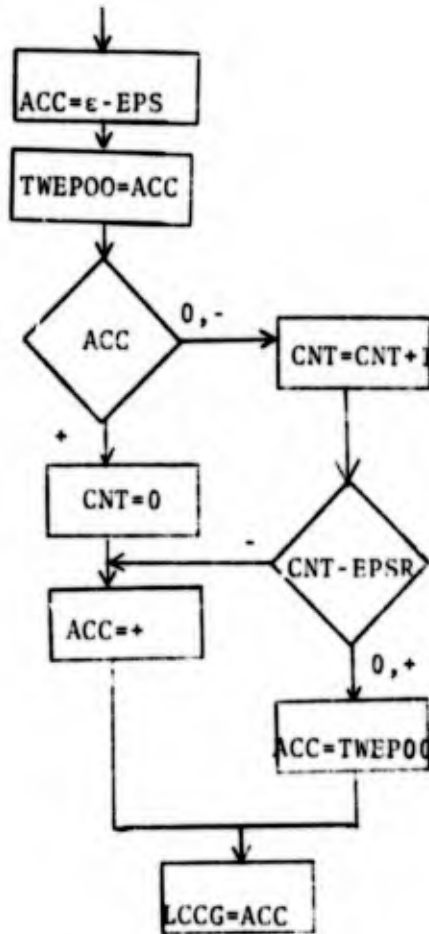 ACC=ε-EPS
TWEPOO=ACC
ACC
0,-
CNT=CNT+1
+
CNT=0
-
CNT-EPSR
ACC=+
0,+
ACC=TWEPOO
LCCG=ACC